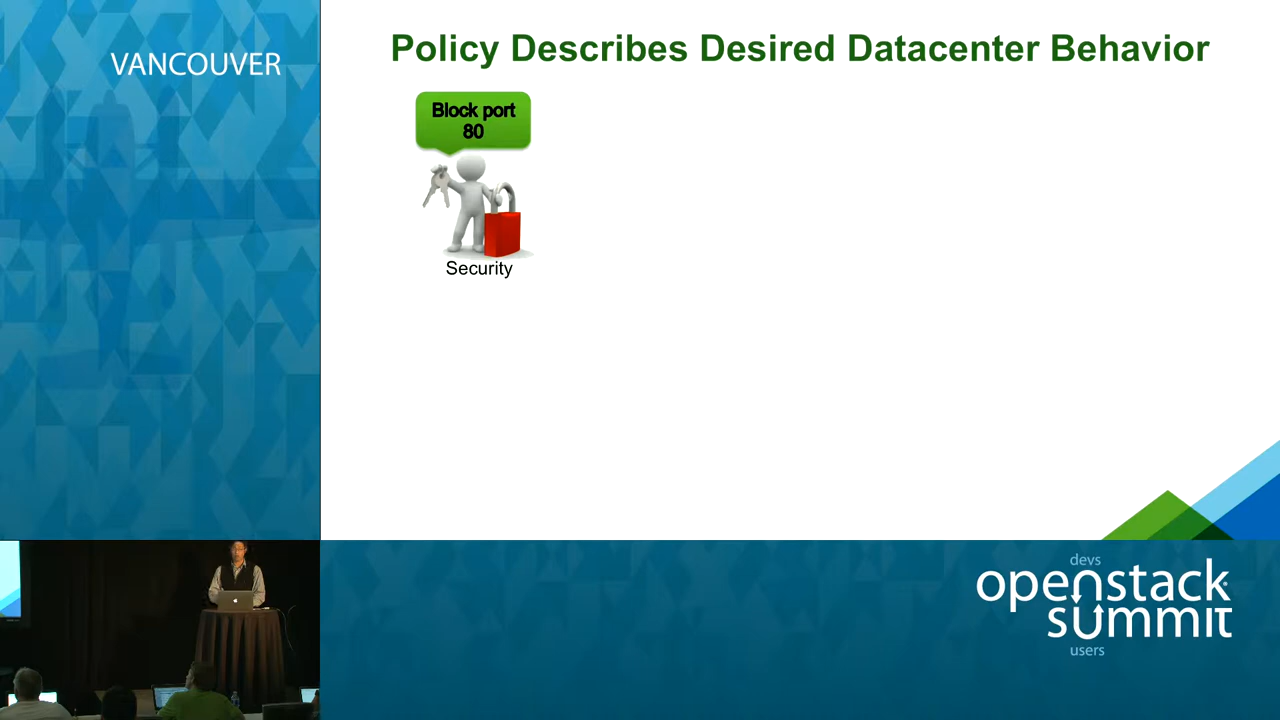 VANCOUVER
Policy Describes Desired Datacenter Behavior
Block port
80
Security
devs
openstack
summit
users